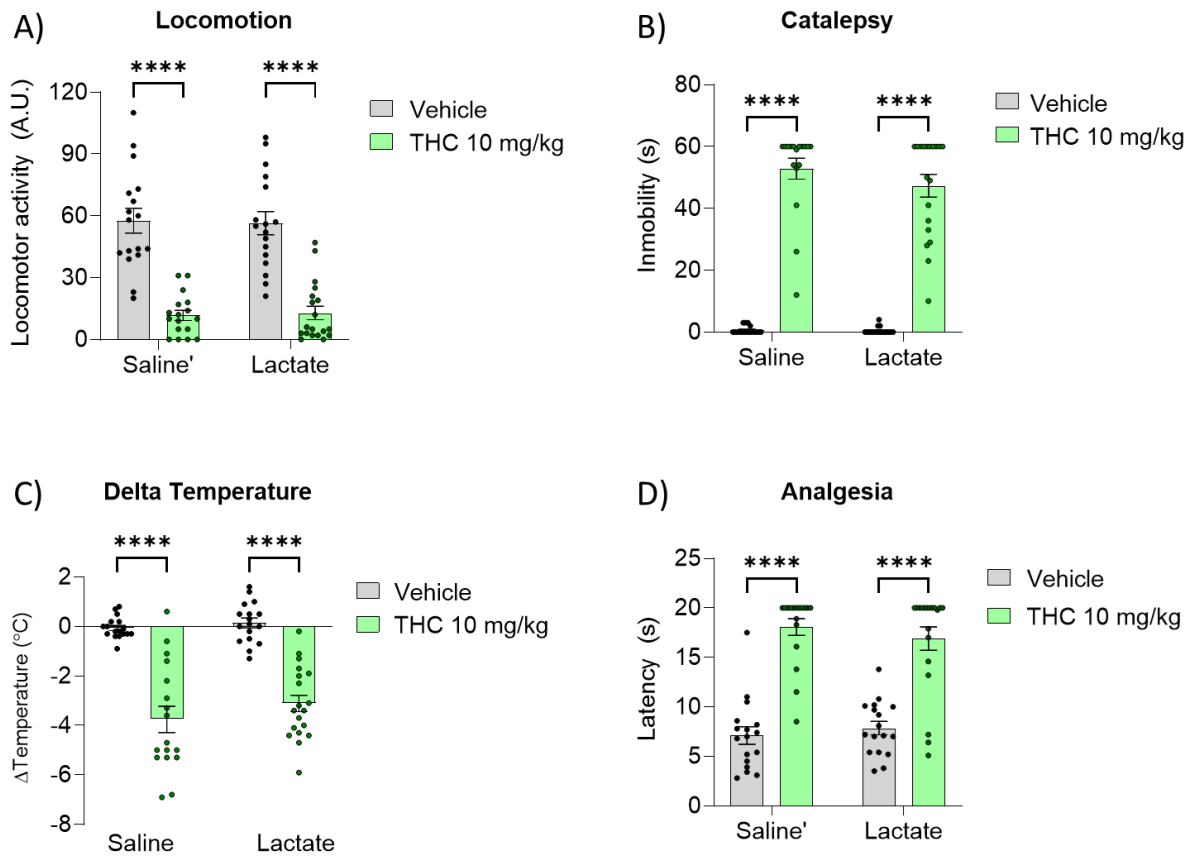 A)
Locomotion
****
****
Locomotor activity (A.U.)
120
90
60
30
0
Saline'
Lactate
Vehicle
THC 10 mg/kg
B)
Catalepsy
****
****
Inmobility (s)
80
60
40
20
0
Saline
Lactate
Vehicle
THC 10 mg/kg
C)
Delta Temperature
****
****
ΔTemperature (°C)
2
0
-2
-4
-6
-8
Saline
Lactate
Vehicle
THC 10 mg/kg
D)
Analgesia
****
****
Latency (s)
25
20
15
10
5
0
Saline'
Lactate
Vehicle
THC 10 mg/kg